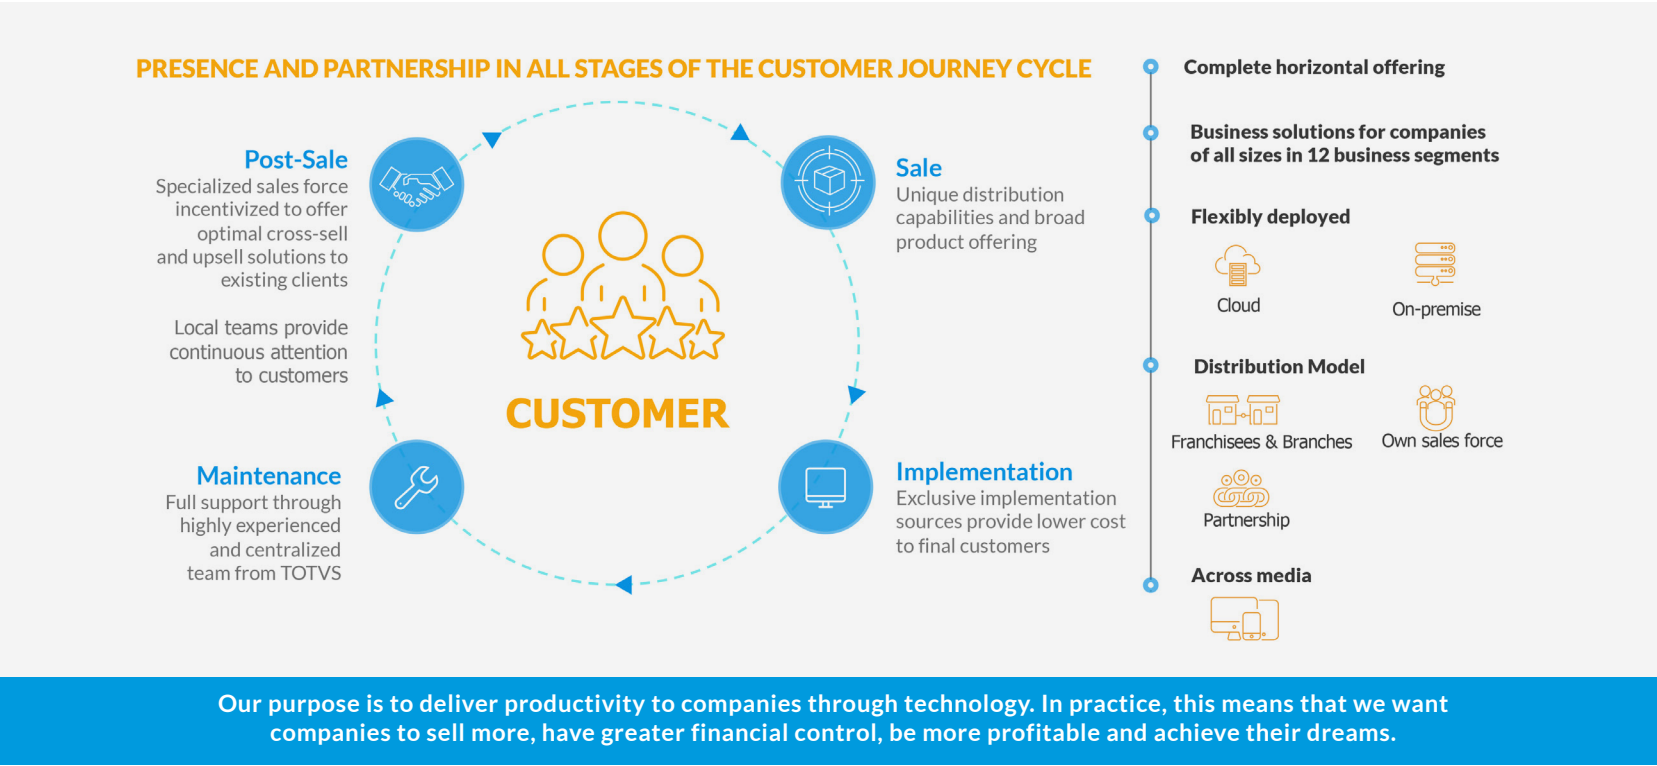 PRESENCE AND PARTNERSHIP IN ALL STAGES OF THE CUSTOMER JOURNEY CYCLE
Post-Sale
Specialized sales force
incentivized to offer
optimal cross-sell
and upsell solutions to
existing clients
Local teams provide
continuous attention
to customers
Sale
Unique distribution
capabilities and broad
product offering
CUSTOMER
Maintenance
Full support through
highly experienced
and centralized
team from TOTVS
Implementation
Exclusive implementation
sources provide lower cost
to final customers
Complete horizontal offering
Business solutions for companies
of all sizes in 12 business segments
Flexibly deployed
Cloud
On-premise
Distribution Model
Franchisees & Branches
Own sales force
Partnership
Across media
Our purpose is to deliver productivity to companies through technology. In practice, this means that we want
companies to sell more, have greater financial control, be more profitable and achieve their dreams.